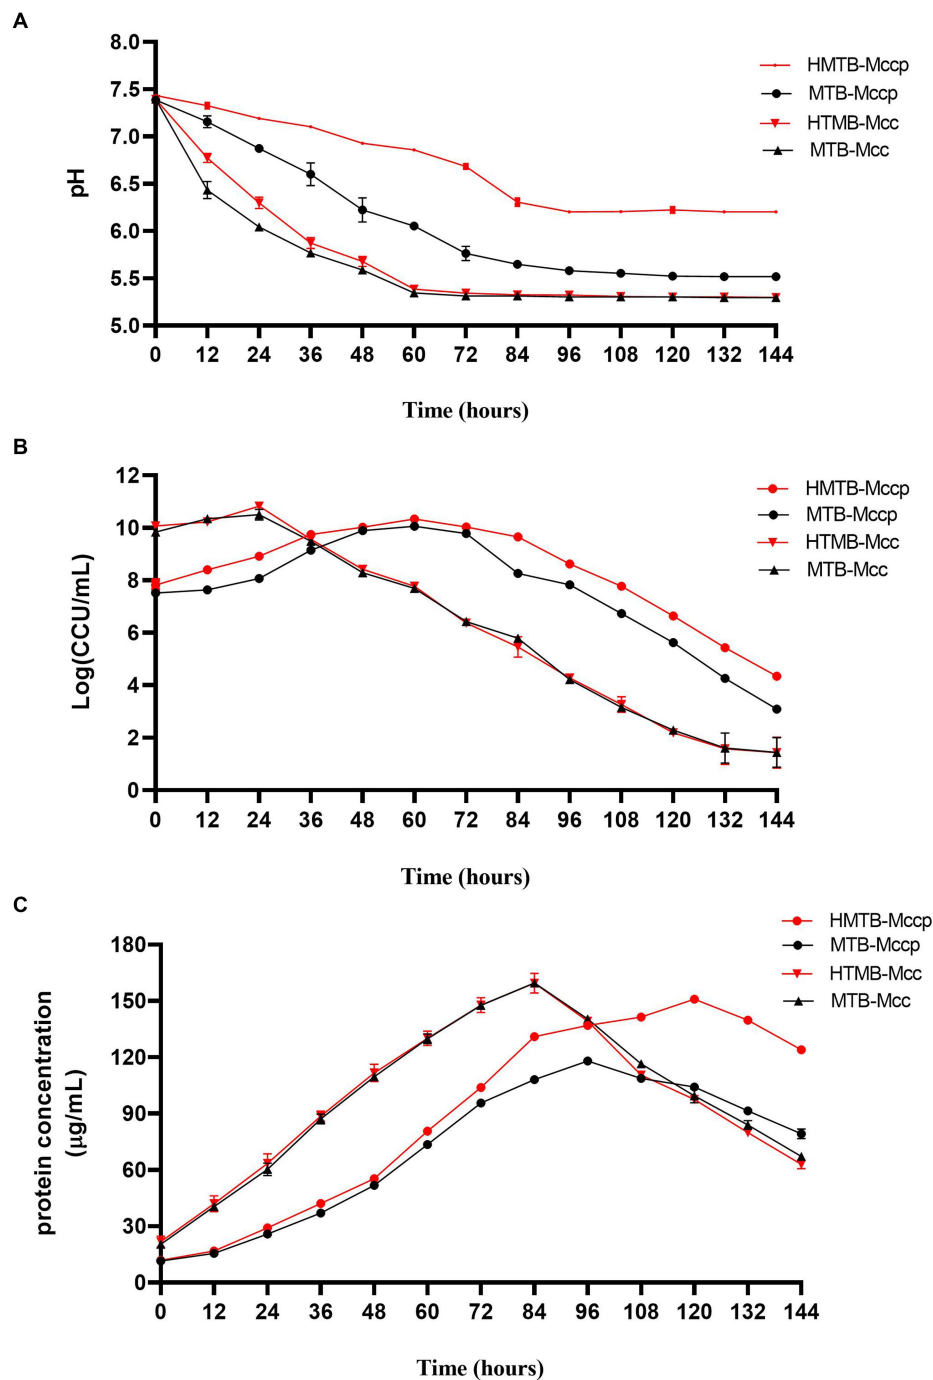 A
8.0
7.5
7.0
6.5
6.0
5.5
5.0
pH
0 12 24 36 48 60 72 84 96 108 120 132 144
Time (hours)
HMTB-Mccp
MTB-Mccp
HTMB-Mcc
MTB-Mcc
B
12
10
8
6
4
2
0
Log(CCU/mL)
0 12 24 36 48 60 72 84 96 108 120 132 144
Time (hours)
HMTB-Mccp
MTB-Mccp
HTMB-Mcc
MTB-Mcc
C
180
150
120
90
60
30
0
protein concentration
(μg/mL)
0 12 24 36 48 60 72 84 96 108 120 132 144
Time (hours)
HMTB-Mccp
MTB-Mccp
HTMB-Mcc
MTB-Mcc